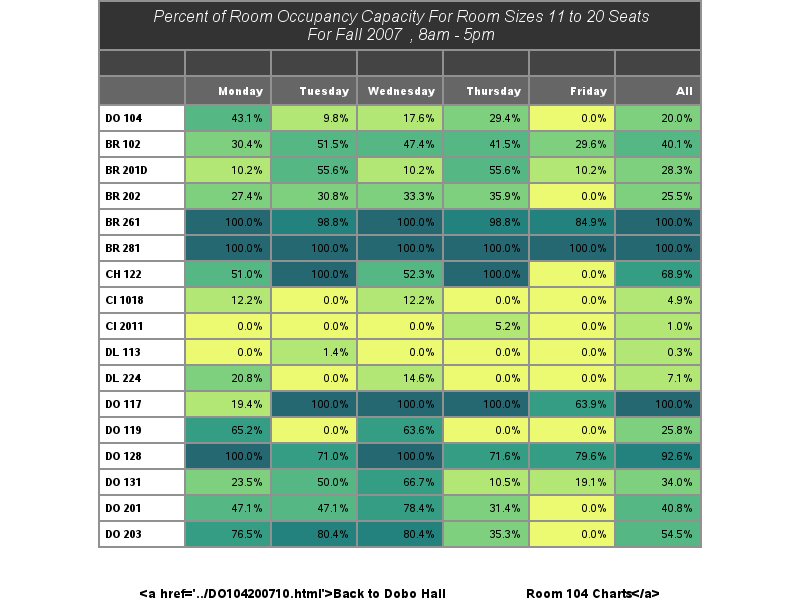 Percent of Room Occupancy Capacity For Room Sizes 11 to 20 Seats
For Fall 2007 , 8am - 5pm
Monday Tuesday Wednesday Thursday Friday All
DO 104 43.1% 9.8% 17.6% 29.4% 0.0% 20.0%
BR 102 30.4% 51.5% 47.4% 41.5% 29.6% 40.1%
BR 201D 10.2% 55.6% 10.2% 55.6% 10.2% 28.3%
BR 202 27.4% 30.8% 33.3% 35.9% 0.0% 25.5%
BR 261 100.0% 98.8% 100.0% 98.8% 84.9% 100.0%
BR 281 100.0% 100.0% 100.0% 100.0% 100.0% 100.0%
CH 122 51.0% 100.0% 52.3% 100.0% 0.0% 68.9%
CI 1018 12.2% 0.0% 12.2% 0.0% 0.0% 4.9%
CI 2011 0.0% 0.0% 0.0% 5.2% 0.0% 1.0%
DL 113 0.0% 1.4% 0.0% 0.0% 0.0% 0.3%
DL 224 20.8% 0.0% 14.6% 0.0% 0.0% 7.1%
DO 117 19.4% 100.0% 100.0% 100.0% 63.9% 100.0%
DO 119 65.2% 0.0% 63.6% 0.0% 0.0% 25.8%
DO 128 100.0% 71.0% 100.0% 71.6% 79.6% 92.6%
DO 131 23.5% 50.0% 66.7% 10.5% 19.1% 34.0%
DO 201 47.1% 47.1% 78.4% 31.4% 0.0% 40.8%
DO 203 76.5% 80.4% 80.4% 35.3% 0.0% 54.5%
<a href='../DO104200710.html'>Back to Dobo Hall Room 104 Charts</a>